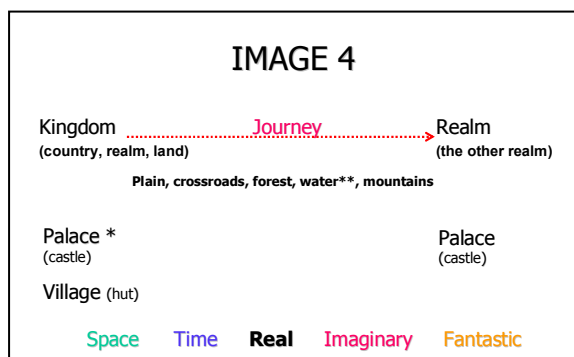 IMAGE 4
Kingdom Journey Realm
(country, realm, land) (the other realm)
Plain, crossroads, forest, water**, mountains
Palace * Palace
(castle) (castle)
Village (hut)
Space Time Real Imaginary Fantastic